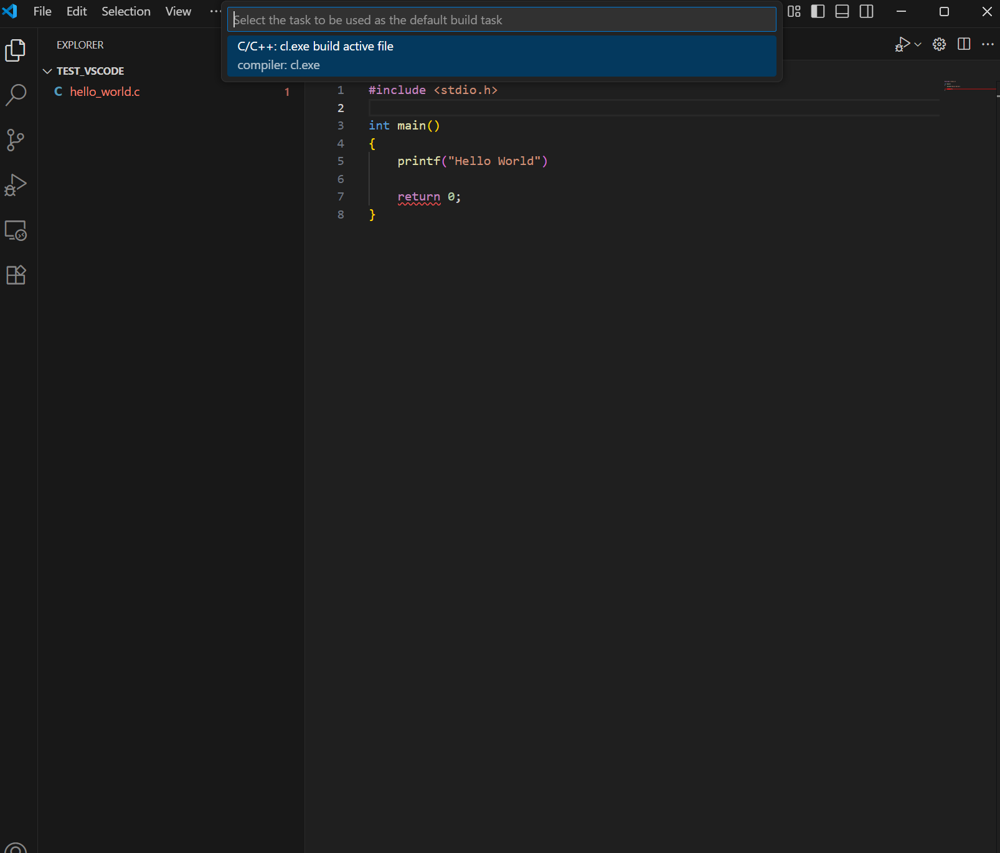 File Edit Selection View ...
Select the task to be used as the default build task
C/C++: cl.exe build active file
compiler: cl.exe
EXPLORER
TEST_VSCODE
C hello_world.c 1
1 #include <stdio.h>
2
3 int main()
4 {
5 printf("Hello World")
6
7 return 0;
8 }